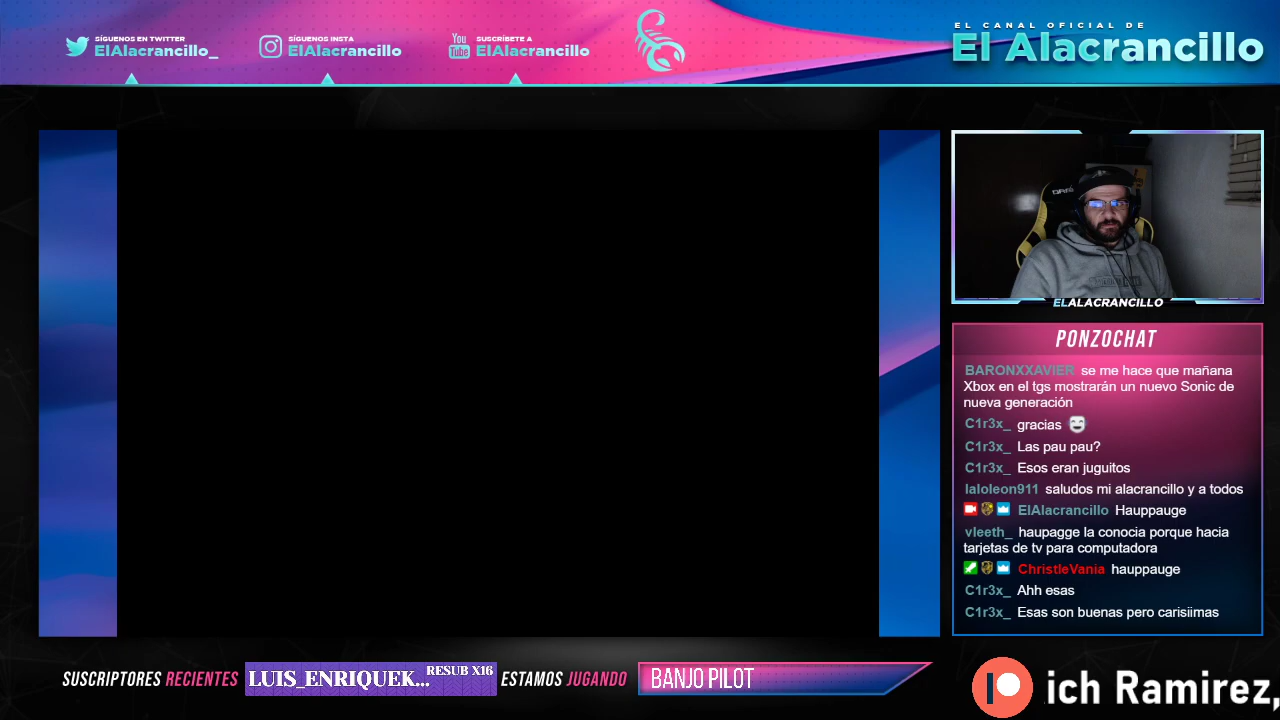 SÍGUENOS EN TWITTER
ElAlacrancillo_
SÍGUENOS INSTA
ElAlacrancillo
You
Tube
SUSCRÍBETE A
ElAlacrancillo
EL CANAL OFICIAL DE
El Alacrancillo
ELALACRANCILLO
PONZOCHAT
BARONXXAVIER se me hace que mañana
Xbox en el tgs mostrarán un nuevo Sonic de
nueva generación
C1r3x_ gracias
C1r3x_ Las pau pau?
C1r3x_ Esos eran juguitos
laloleon911 saludos mi alacrancillo y a todos
ElAlacrancillo Hauppauge
vleeth_ haupagge la conocia porque hacia
tarjetas de tv para computadora
ChristleVania hauppauge
C1r3x_ Ahh esas
C1r3x_ Esas son buenas pero carisiimas
SUSCRIPTORES RECIENTES
LUIS_ENRIQUEK...
RESUB X16
ESTAMOS JUGANDO
BANJO PILOT
ich Ramirez,